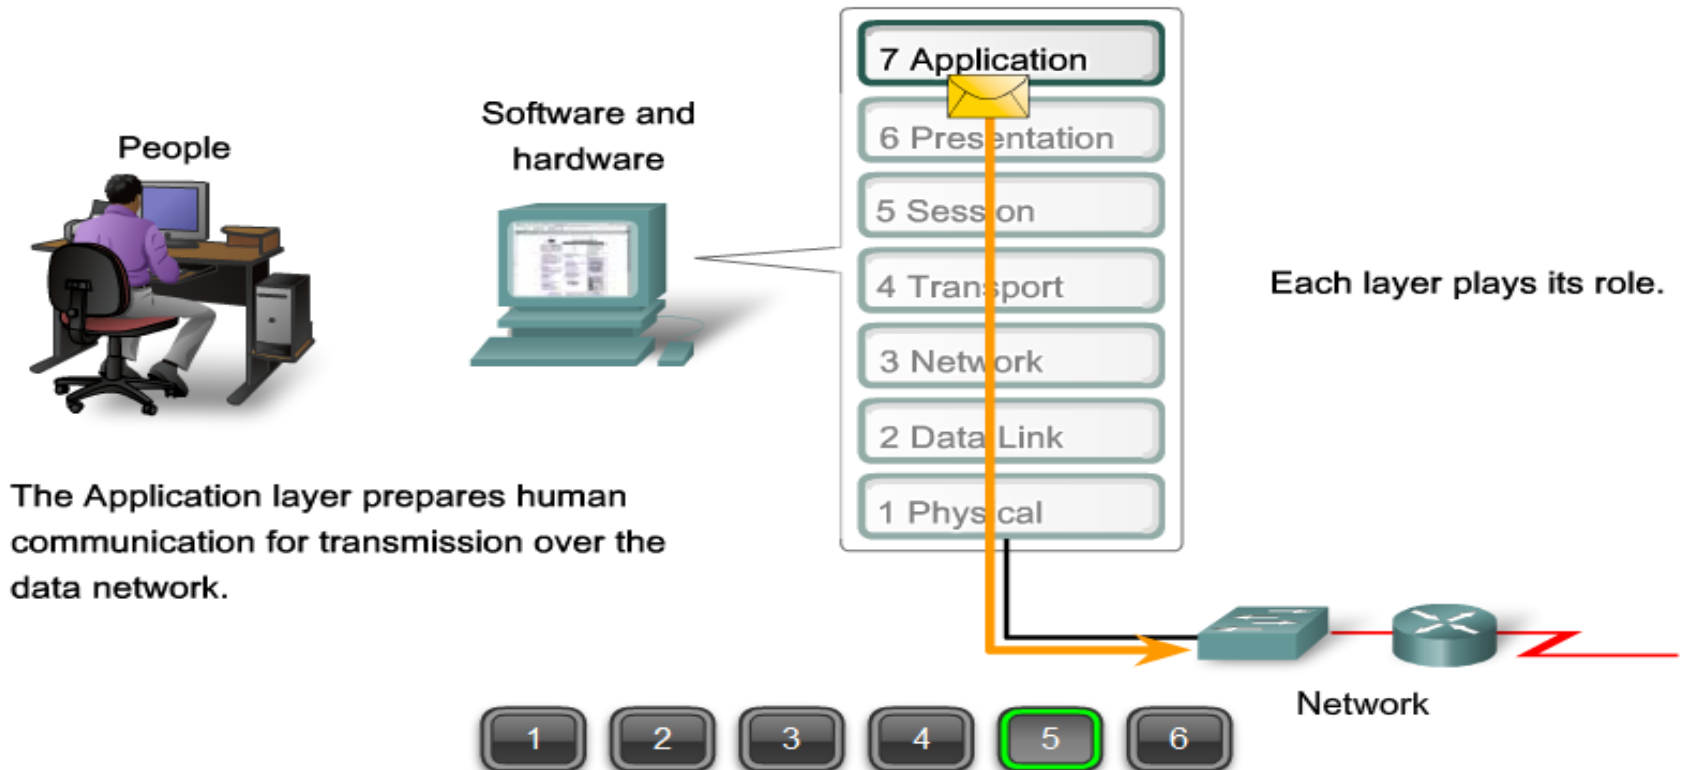 People
Software and
hardware
7 Application
6 Presentation
5 Session
4 Transport
3 Network
2 Data Link
1 Physical
Each layer plays its role.
The Application layer prepares human
communication for transmission over the
data network.
Network
1 2 3 4 5 6